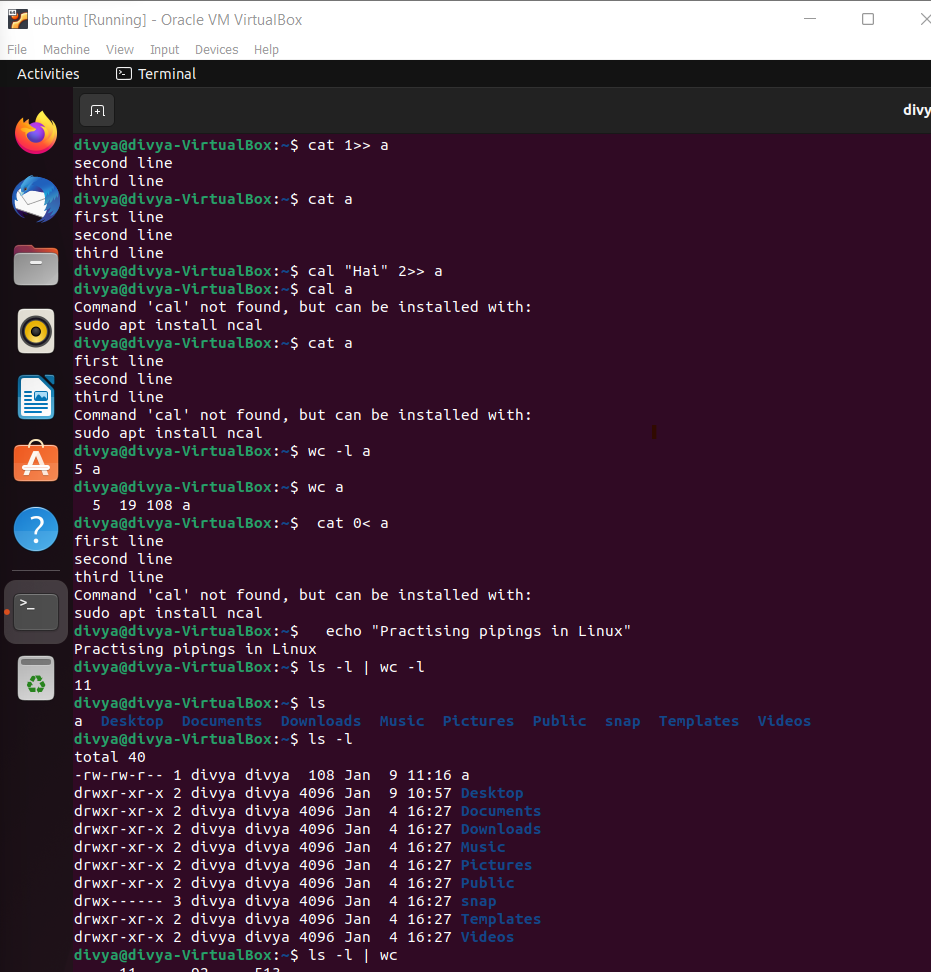 ubuntu [Running] - Oracle VM VirtualBox
File Machine View Input Devices Help
Activities Terminal
divy
divya@divya-VirtualBox:~$ cat 1>> a
second line
third line
divya@divya-VirtualBox:~$ cat a
first line
second line
third line
divya@divya-VirtualBox:~$ cal "Hai" 2>> a
divya@divya-VirtualBox:~$ cal a
Command 'cal' not found, but can be installed with:
sudo apt install ncal
divya@divya-VirtualBox:~$ cat a
first line
second line
third line
Command 'cal' not found, but can be installed with:
sudo apt install ncal
divya@divya-VirtualBox:~$ wc -l a
5 a
divya@divya-VirtualBox:~$ wc a
  5  19 108 a
divya@divya-VirtualBox:~$  cat 0< a
first line
second line
third line
Command 'cal' not found, but can be installed with:
sudo apt install ncal
divya@divya-VirtualBox:~$   echo "Practising pipings in Linux"
Practising pipings in Linux
divya@divya-VirtualBox:~$ ls -l | wc -l
11
divya@divya-VirtualBox:~$ ls
a  Desktop  Documents  Downloads  Music  Pictures  Public  snap  Templates  Videos
divya@divya-VirtualBox:~$ ls -l
total 40
-rw-rw-r-- 1 divya divya  108 Jan  9 11:16 a
drwxr-xr-x 2 divya divya 4096 Jan  9 10:57 Desktop
drwxr-xr-x 2 divya divya 4096 Jan  4 16:27 Documents
drwxr-xr-x 2 divya divya 4096 Jan  4 16:27 Downloads
drwxr-xr-x 2 divya divya 4096 Jan  4 16:27 Music
drwxr-xr-x 2 divya divya 4096 Jan  4 16:27 Pictures
drwxr-xr-x 2 divya divya 4096 Jan  4 16:27 Public
drwx------ 3 divya divya 4096 Jan  4 16:27 snap
drwxr-xr-x 2 divya divya 4096 Jan  4 16:27 Templates
drwxr-xr-x 2 divya divya 4096 Jan  4 16:27 Videos
divya@divya-VirtualBox:~$ ls -l | wc
     11      92     513